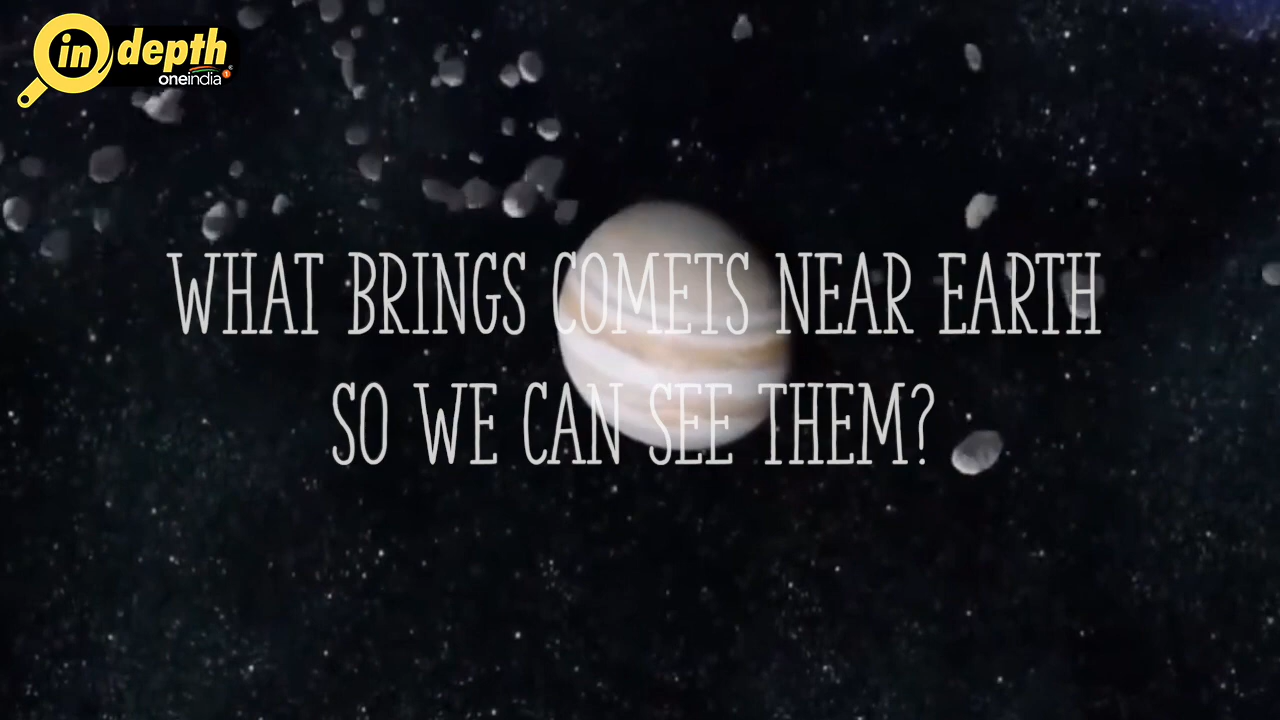 in depth
oneindia
WHAT BRINGS COMETS NEAR EARTH
SO WE CAN SEE THEM?